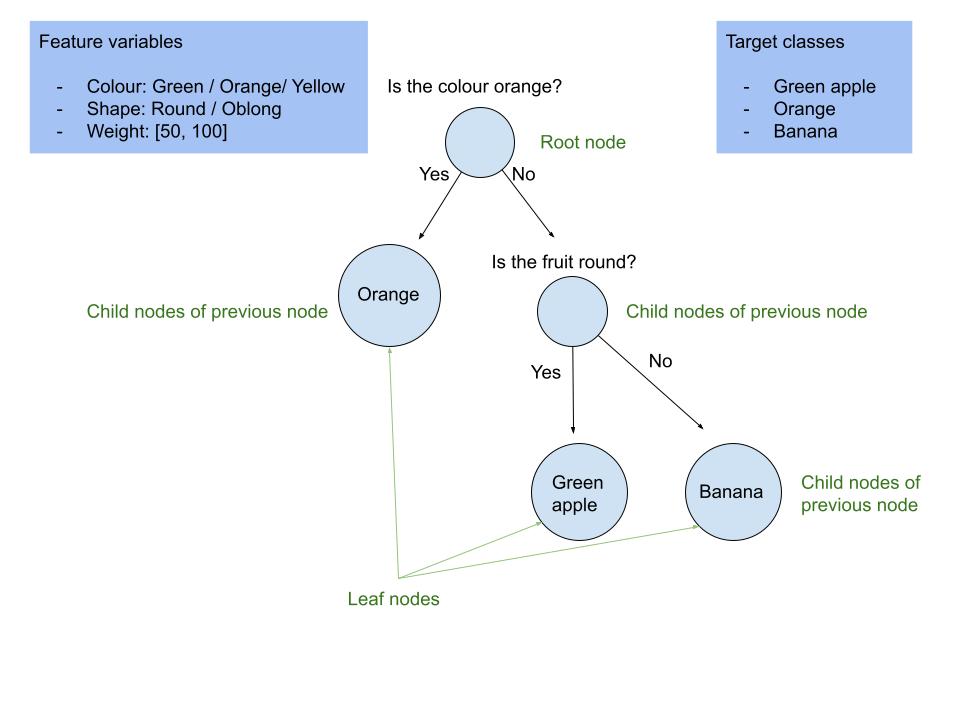 Feature variables
- Colour: Green / Orange/ Yellow
- Shape: Round / Oblong
- Weight: [50, 100]
Target classes
- Green apple
- Orange
- Banana
Is the colour orange?
Root node
Yes
No
Is the fruit round?
Orange
Child nodes of previous node
Child nodes of previous node
Yes
No
Green
apple
Banana
Child nodes of
previous node
Leaf nodes